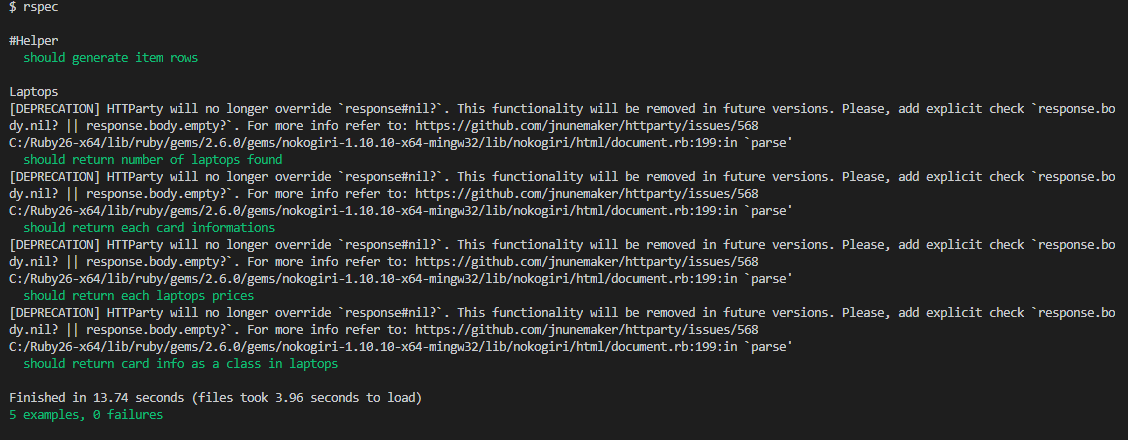 $ rspec
#Helper
should generate item rows
Laptops
[DEPRECATION] HTTParty will no longer override `response#nil?`. This functionality will be removed in future versions. Please, add explicit check `response.bo
dy.nil? || response.body.empty?`. For more info refer to: https://github.com/jnunemaker/httparty/issues/568
C:/Ruby26-x64/lib/ruby/gems/2.6.0/gems/nokogiri-1.10.10-x64-mingw32/lib/nokogiri/html/document.rb:199:in `parse'
should return number of laptops found
[DEPRECATION] HTTParty will no longer override `response#nil?`. This functionality will be removed in future versions. Please, add explicit check `response.bo
dy.nil? || response.body.empty?`. For more info refer to: https://github.com/jnunemaker/httparty/issues/568
C:/Ruby26-x64/lib/ruby/gems/2.6.0/gems/nokogiri-1.10.10-x64-mingw32/lib/nokogiri/html/document.rb:199:in `parse'
should return each card informations
[DEPRECATION] HTTParty will no longer override `response#nil?`. This functionality will be removed in future versions. Please, add explicit check `response.bo
dy.nil? || response.body.empty?`. For more info refer to: https://github.com/jnunemaker/httparty/issues/568
C:/Ruby26-x64/lib/ruby/gems/2.6.0/gems/nokogiri-1.10.10-x64-mingw32/lib/nokogiri/html/document.rb:199:in `parse'
should return each laptops prices
[DEPRECATION] HTTParty will no longer override `response#nil?`. This functionality will be removed in future versions. Please, add explicit check `response.bo
dy.nil? || response.body.empty?`. For more info refer to: https://github.com/jnunemaker/httparty/issues/568
C:/Ruby26-x64/lib/ruby/gems/2.6.0/gems/nokogiri-1.10.10-x64-mingw32/lib/nokogiri/html/document.rb:199:in `parse'
should return card info as a class in laptops
Finished in 13.74 seconds (files took 3.96 seconds to load)
5 examples, 0 failures